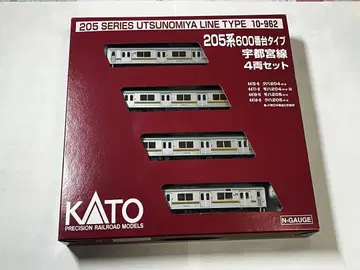 205 SERIES UTSUNOMIYA LINE TYPE 10-962
205系600番台タイプ
宇都宮線
4両セット
KATO
PRECISION RAILROAD MODELS
N-GAUGE